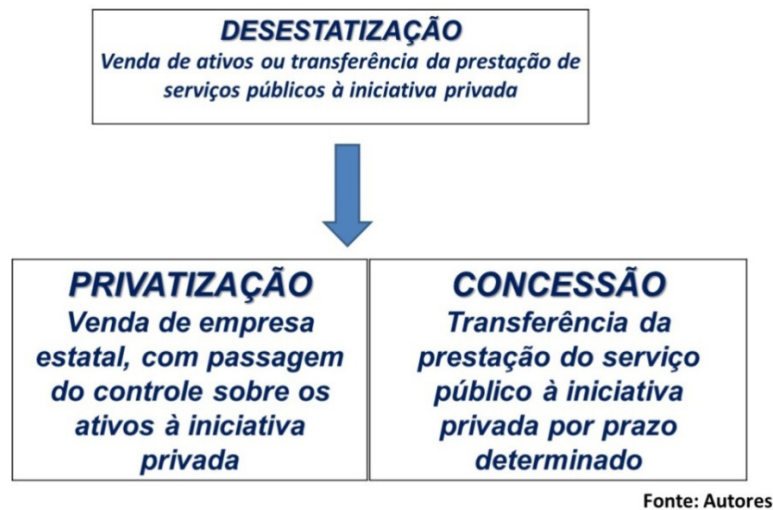 DESESTATIZAÇÃO
Venda de ativos ou transferência da prestação de
serviços públicos à iniciativa privada
PRIVATIZAÇÃO
Venda de empresa
estatal, com passagem
do controle sobre os
ativos à iniciativa
privada
CONCESSÃO
Transferência da
prestação do serviço
público à iniciativa
privada por prazo
determinado
Fonte: Autores